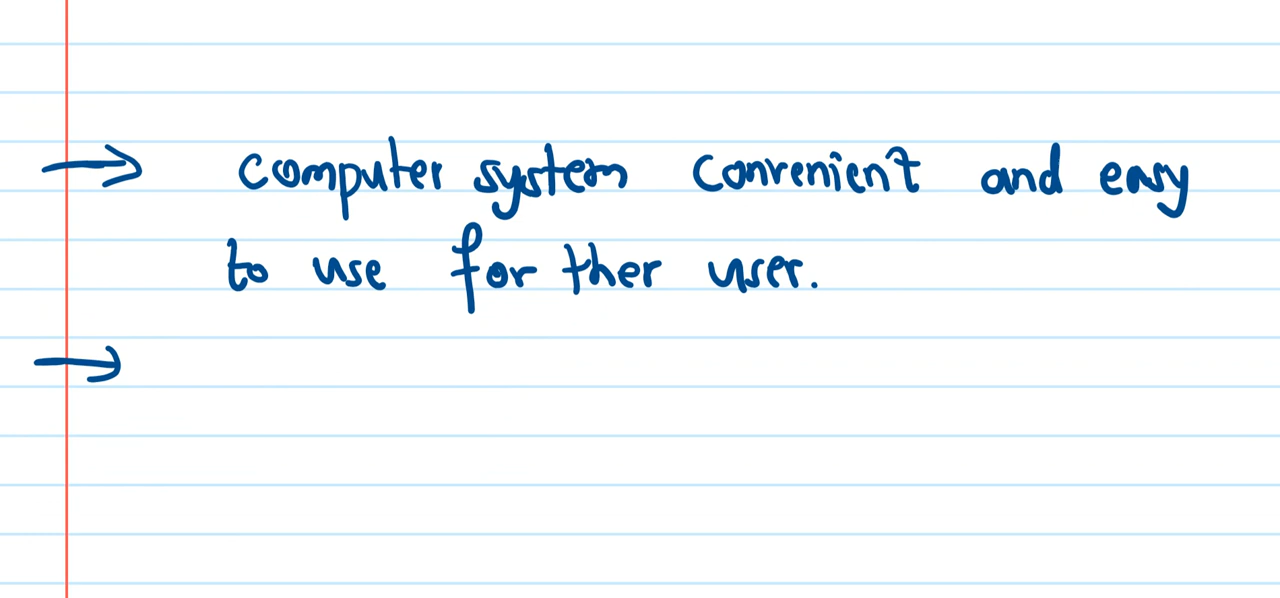 → computer system convenient and easy
to use for ther user.
→